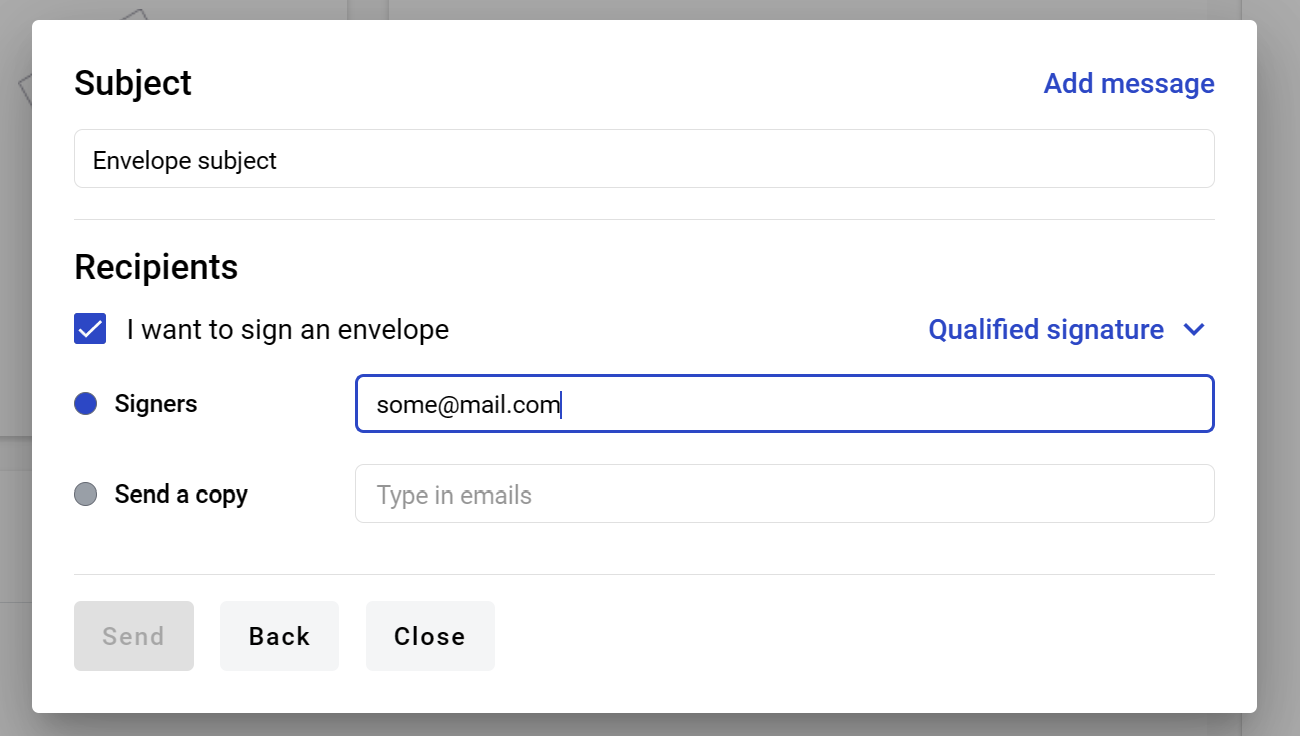 Subject
Add message
Envelope subject
Recipients
I want to sign an envelope
Qualified signature
Signers
some@mail.com
Send a copy
Type in emails
Send
Back
Close